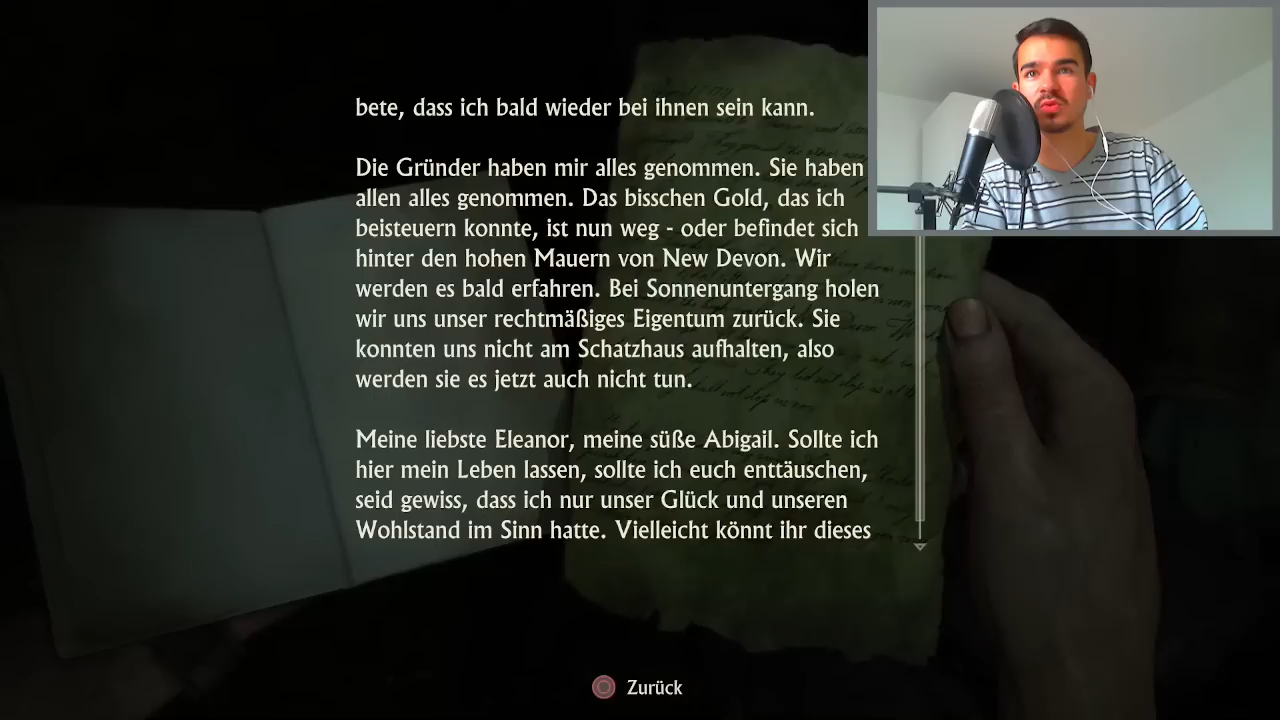 bete, dass ich bald wieder bei ihnen sein kann.
Die Gründer haben mir alles genommen. Sie haben
allen alles genommen. Das bisschen Gold, das ich
beisteuern konnte, ist nun weg - oder befindet sich
hinter den hohen Mauern von New Devon. Wir
werden es bald erfahren. Bei Sonnenuntergang holen
wir uns unser rechtmäßiges Eigentum zurück. Sie
konnten uns nicht am Schatzhaus aufhalten, also
werden sie es jetzt auch nicht tun.
Meine liebste Eleanor, meine süße Abigail. Sollte ich
hier mein Leben lassen, sollte ich euch enttäuschen,
seid gewiss, dass ich nur unser Glück und unseren
Wohlstand im Sinn hatte. Vielleicht könnt ihr dieses
Zurück